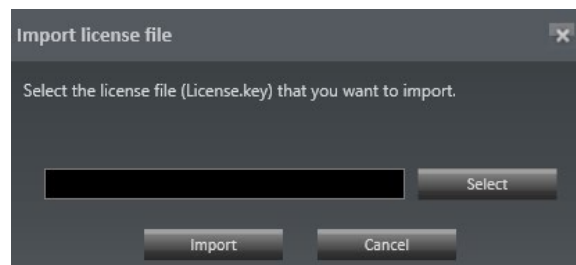 Import license file
Select the license file (License.key) that you want to import.
Select
Import
Cancel